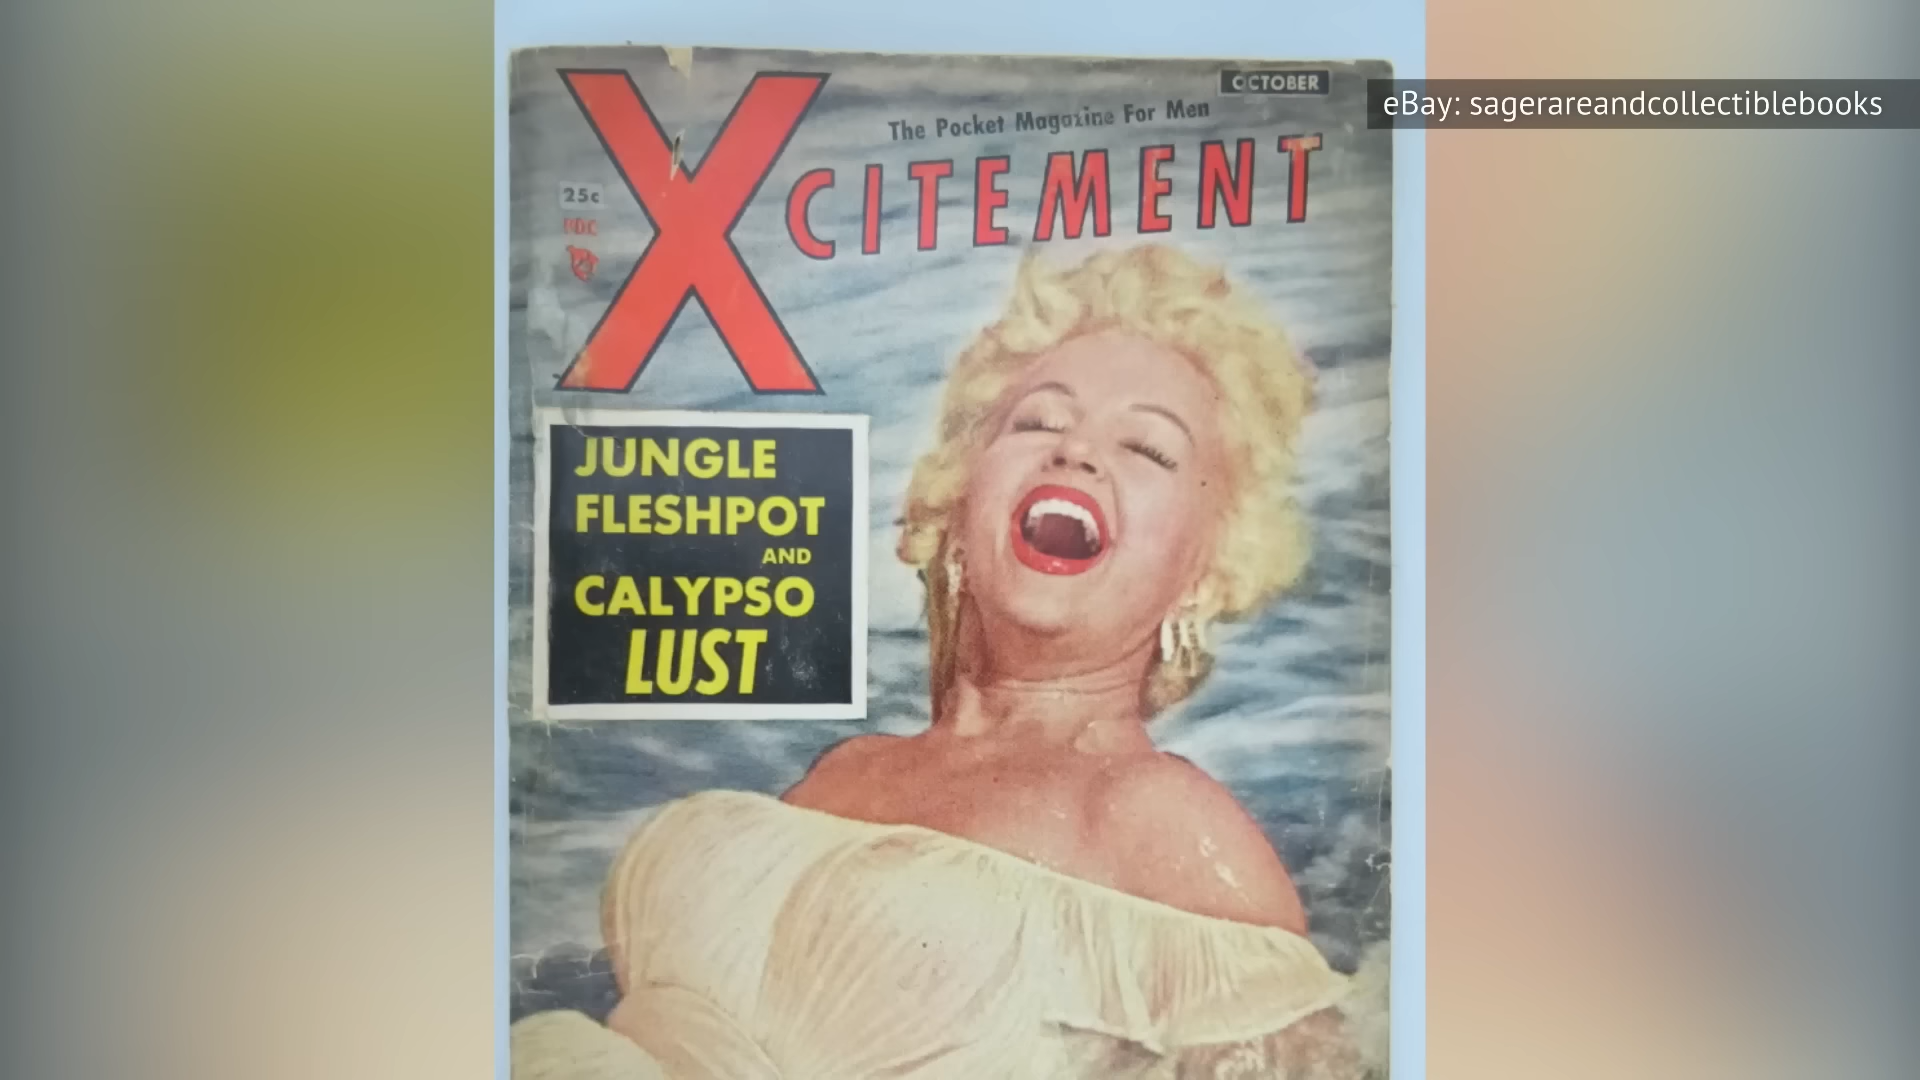 OCTOBER
eBay: sagerareandcollectiblebooks
The Pocket Magazine For Men
XCITEMENT
25c
JUNGLE
FLESHPOT
AND
CALYPSO
LUST